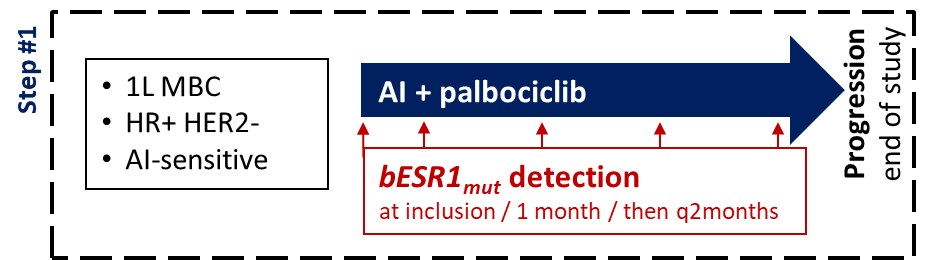 Step #1
• 1L MBC
• HR+ HER2-
• AI-sensitive
AI + palbociclib
bESR1mut detection
at inclusion / 1 month / then q2months
Progression
end of study